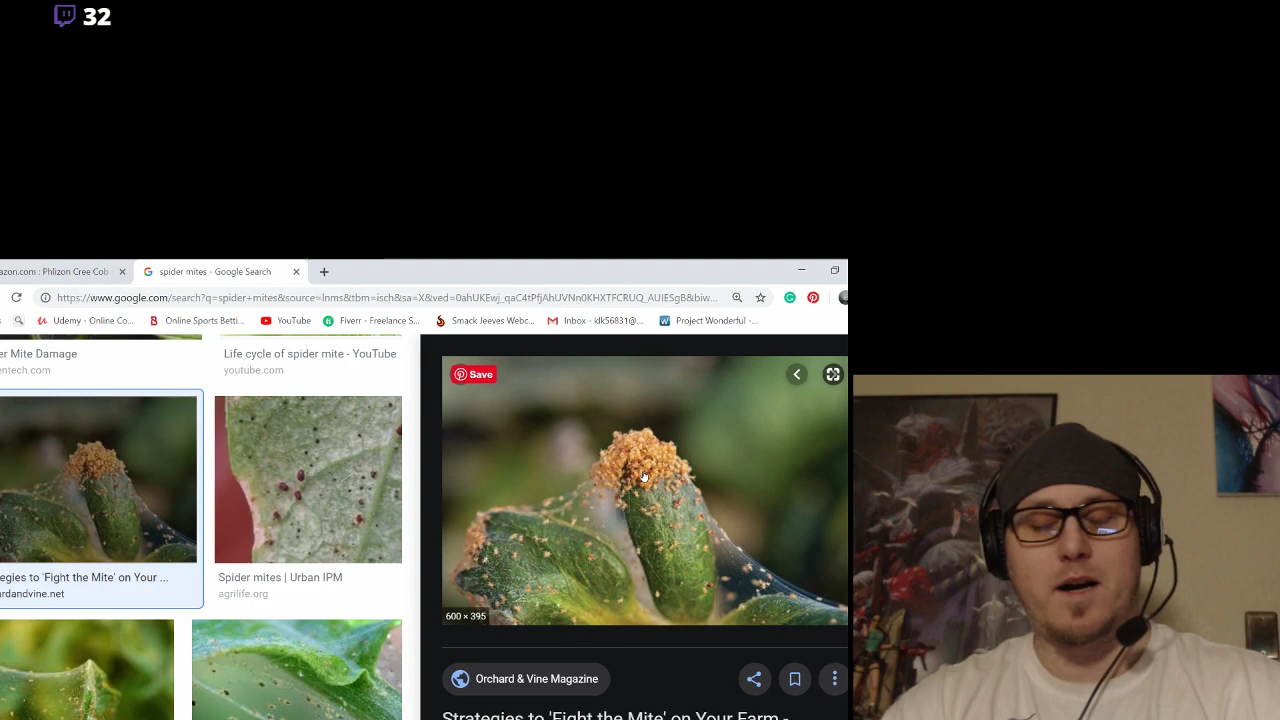 32
azon.com : Phlizon Cree Cob
spider mites - Google Search
https://www.google.com/search?q=spider+mites&source=lnms&tbm=isch&sa=X&ved=0ahUKEwj_qaC4tPfjAhUVNn0KHXTFCRUQ_AUIESgB&biw...
Udemy - Online Co...
Online Sports Betti...
YouTube
Fiverr - Freelance S...
Smack Jeeves Webc...
Inbox - klk56831@...
Project Wonderful -...
er Mite Damage
entech.com
Life cycle of spider mite - YouTube
youtube.com
Save
600 × 395
egies to 'Fight the Mite' on Your ...
ardandvine.net
Spider mites | Urban IPM
agrilife.org
Orchard & Vine Magazine
Strategies to 'Fight the Mite' on Your Farm -